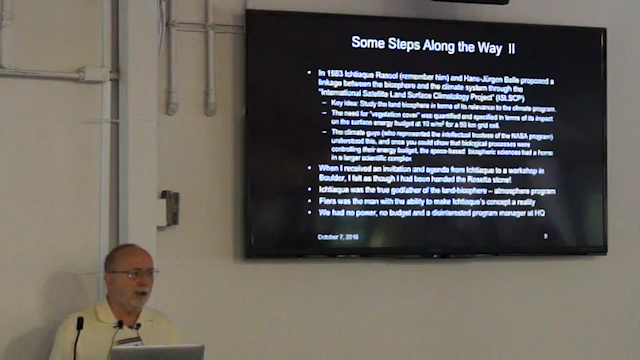 Some Steps Along the Way II
• In 1983 Ichtiaque Rasool (remember him) and Hans-Jürgen Bolle proposed a
linkage between the biosphere and the climate system through the
"International Satellite Land Surface Climatology Project" (ISLSCP)
– Key idea: Study the land biosphere in terms of its relevance to the climate program.
– The need for "vegetation cover" was quantified and specified in terms of its impact
on the surface energy budget at 10 w/m² for a 50 km grid cell.
– The climate guys (who represented the intellectual trustees of the NASA program)
understood this, and once you could show that biological processes were
controlling their energy budget, the space-based biospheric sciences had a home
in a larger scientific complex
• When I received an invitation and agenda from Ichtiaque to a workshop in
Boulder, I felt as though I had been handed the Rosetta stone!
• Ichtiaque was the true godfather of the land-biosphere – atmosphere program
• Piers was the man with the ability to make Ichtiaque's concept a reality
• We had no power, no budget and a disinterested program manager at HQ
October 7, 2016